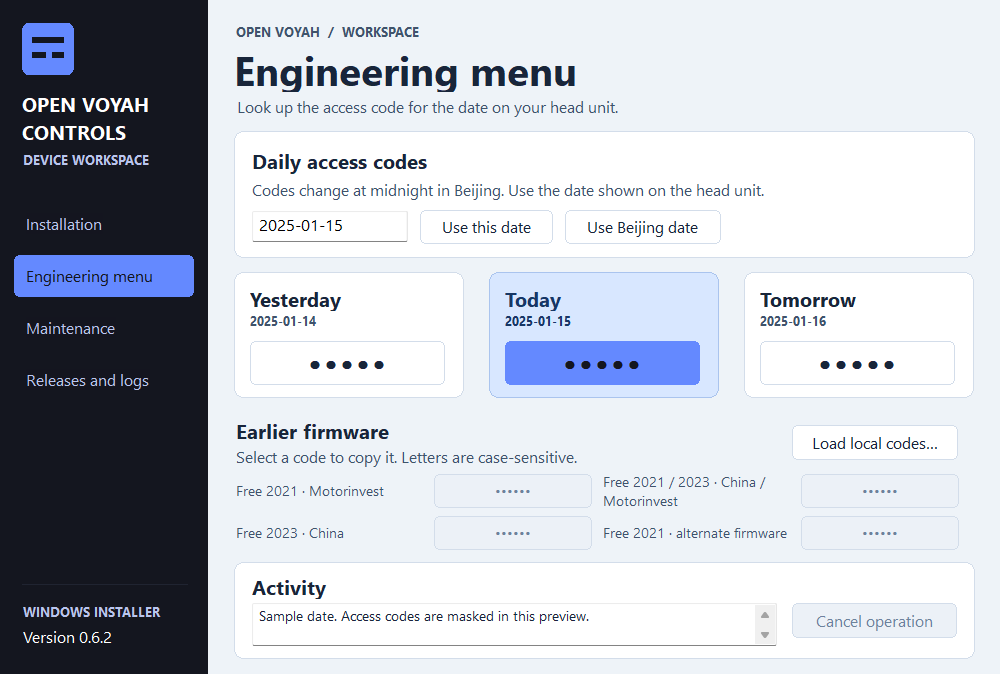 OPEN VOYAH
CONTROLS
DEVICE WORKSPACE
Installation
Engineering menu
Maintenance
Releases and logs
WINDOWS INSTALLER
Version 0.6.2
OPEN VOYAH / WORKSPACE
Engineering menu
Look up the access code for the date on your head unit.
Daily access codes
Codes change at midnight in Beijing. Use the date shown on the head unit.
2025-01-15
Use this date
Use Beijing date
Yesterday
2025-01-14
●●●●●
Today
2025-01-15
●●●●●
Tomorrow
2025-01-16
●●●●●
Earlier firmware
Select a code to copy it. Letters are case-sensitive.
Load local codes...
Free 2021 · Motorinvest
••••••
Free 2021 / 2023 · China /
Motorinvest
••••••
Free 2023 · China
••••••
Free 2021 · alternate firmware
••••••
Activity
Sample date. Access codes are masked in this preview.
Cancel operation